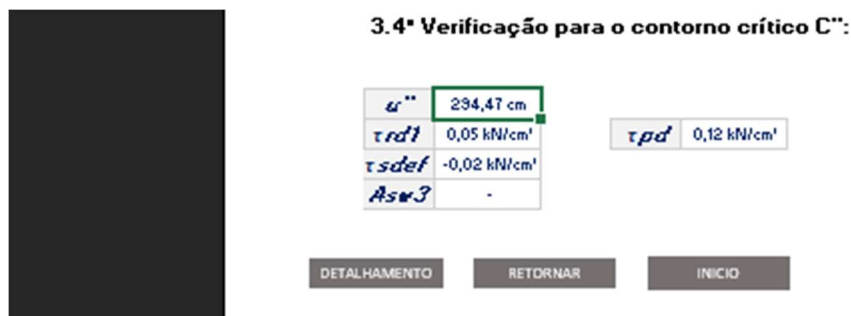 3.4ª Verificação para o contorno crítico C":
u" 294,47 cm
τrd1 0,05 kN/cm² τpd 0,12 kN/cm²
τsdef -0,02 kN/cm²
Asw3 -
DETALHAMENTO RETORNAR INICIO